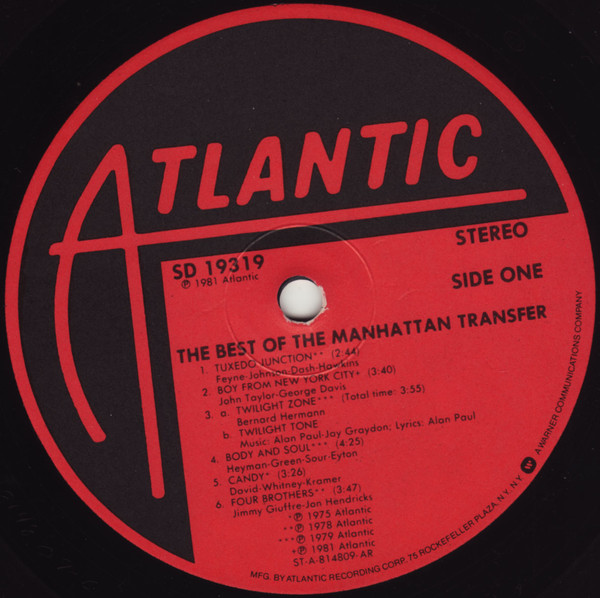 ATLANTIC
STEREO
SD 19319
SIDE ONE
℗ 1981 Atlantic
THE BEST OF THE MANHATTAN TRANSFER
1. TUXEDO JUNCTION** (2:44)
Feyne-Johnson-Dash-Hawkins
2. BOY FROM NEW YORK CITY+ (3:40)
John Taylor-George Davis
3. a. TWILIGHT ZONE*** (Total time: 3:55)
Bernard Hermann
b. TWILIGHT TONE
Music: Alan Paul-Jay Graydon; Lyrics: Alan Paul
4. BODY AND SOUL*** (4:25)
Heyman-Green-Sour-Eyton
5. CANDY* (3:26)
David-Whitney-Kramer
6. FOUR BROTHERS** (3:47)
Jimmy Giuffre-Jon Hendricks
*℗ 1975 Atlantic
**℗ 1978 Atlantic
***℗ 1979 Atlantic
+℗ 1981 Atlantic
ST-A-814809-AR
MFG. BY ATLANTIC RECORDING CORP. 75 ROCKEFELLER PLAZA, N.Y. N.Y. A WARNER COMMUNICATIONS COMPANY